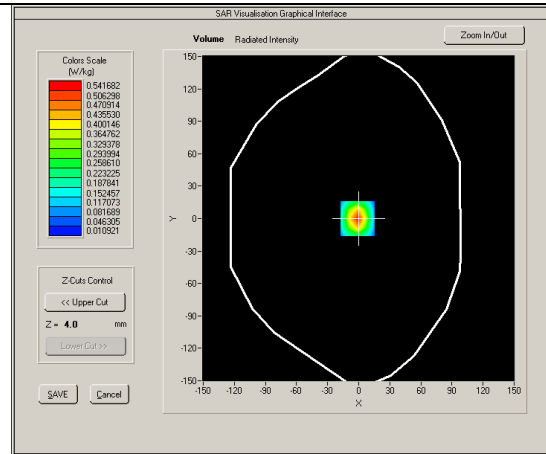 SAR Visualisation Graphical Interface
Volume Radiated Intensity
Zoom In/Out
Colors Scale
(W/kg)
0.541682
0.506298
0.470914
0.435530
0.400146
0.364762
0.329378
0.293994
0.258610
0.223225
0.187841
0.152457
0.117073
0.081689
0.046305
0.010921
Z-Cuts Control
<< Upper Cut
Z = 4.0 mm
Lower Cut >>
SAVE
Cancel
150
120
90
60
30
0
-30
-60
-90
-120
-150
Y
-150 -120 -90 -60 -30 0 30 60 90 120 150
X